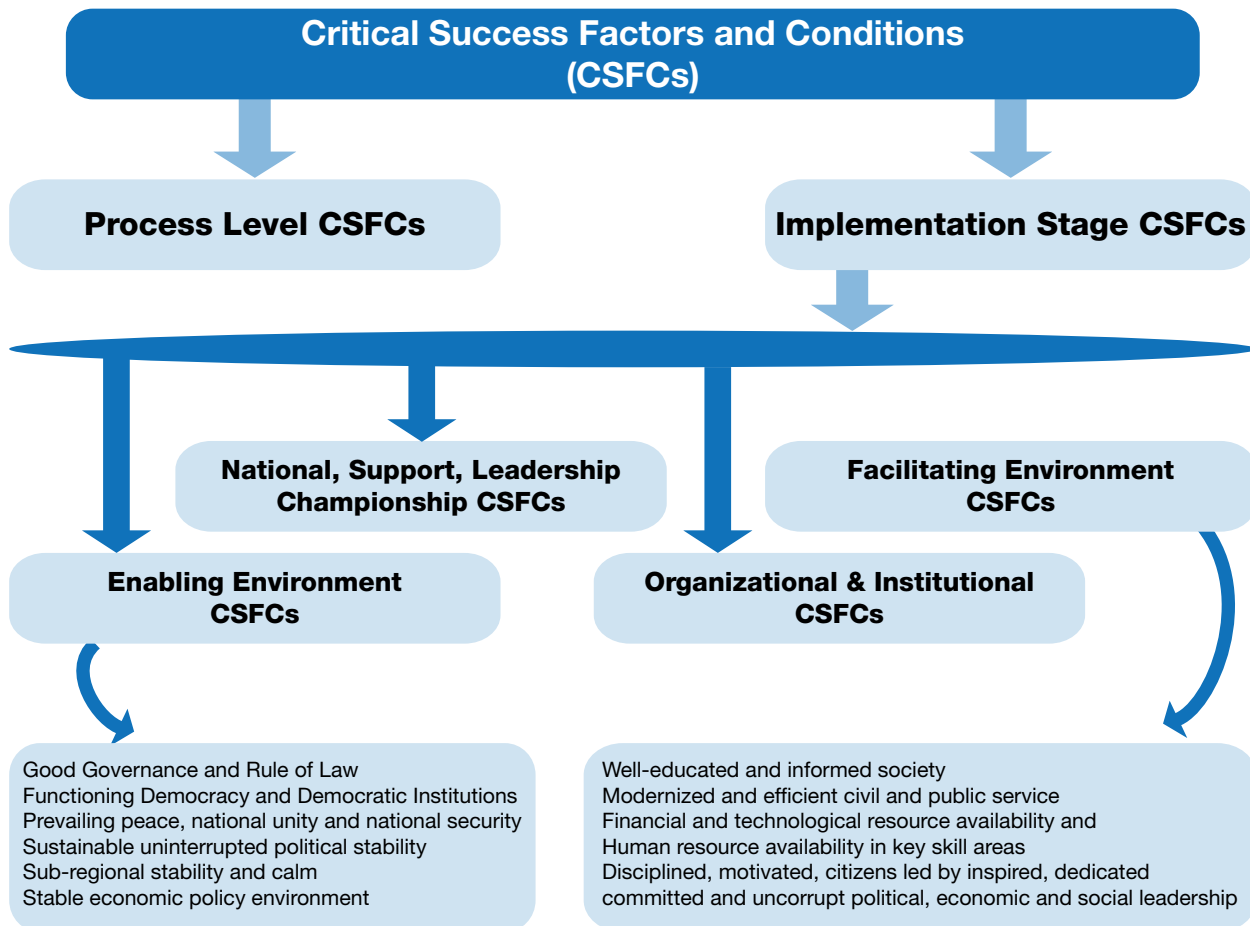 Critical Success Factors and Conditions
(CSFCs)
Process Level CSFCs
Implementation Stage CSFCs
National, Support, Leadership
Championship CSFCs
Facilitating Environment
CSFCs
Enabling Environment
CSFCs
Organizational & Institutional
CSFCs
Good Governance and Rule of Law
Functioning Democracy and Democratic Institutions
Prevailing peace, national unity and national security
Sustainable uninterrupted political stability
Sub-regional stability and calm
Stable economic policy environment
Well-educated and informed society
Modernized and efficient civil and public service
Financial and technological resource availability and
Human resource availability in key skill areas
Disciplined, motivated, citizens led by inspired, dedicated
committed and uncorrupt political, economic and social leadership